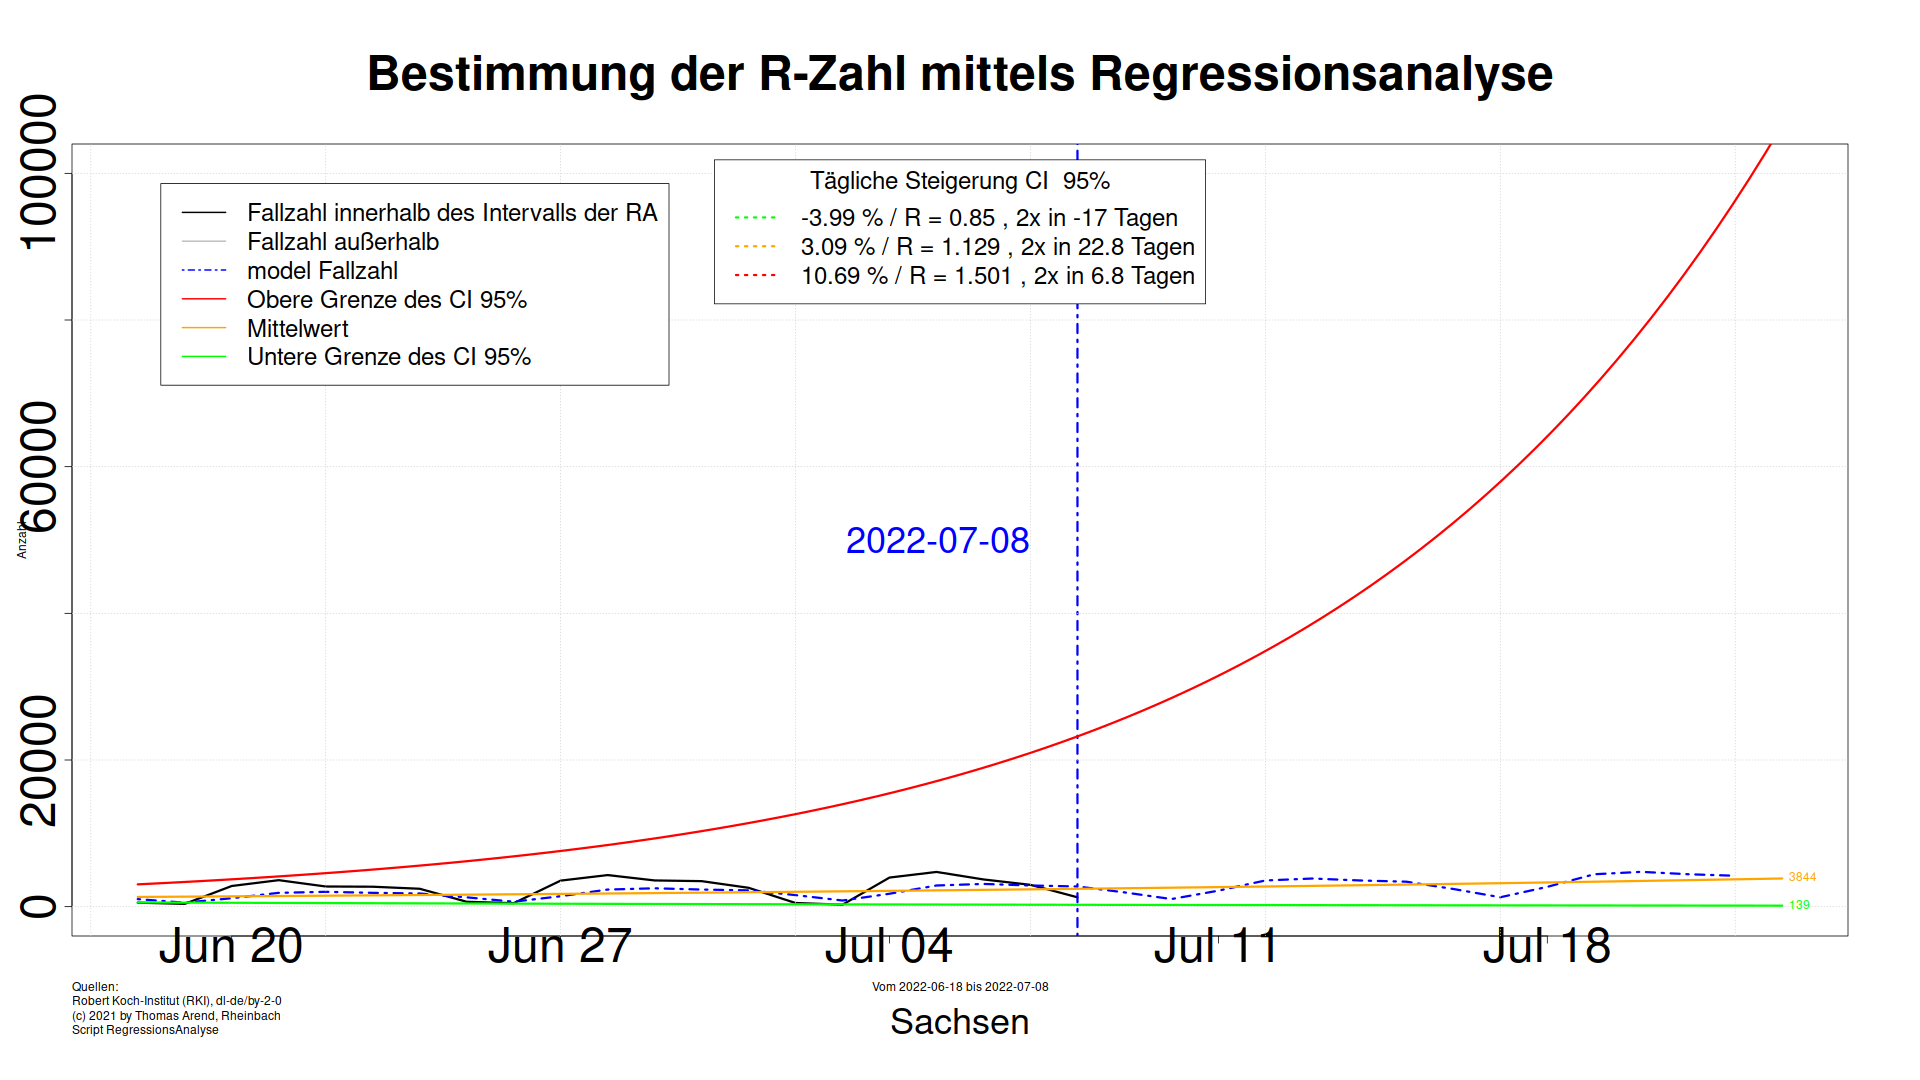 Bestimmung der R-Zahl mittels Regressionsanalyse
Anzahl
100000
60000
20000
0
Fallzahl innerhalb des Intervalls der RA
Fallzahl außerhalb
model Fallzahl
Obere Grenze des CI 95%
Mittelwert
Untere Grenze des CI 95%
Tägliche Steigerung CI 95%
-3.99 % / R = 0.85 , 2x in -17 Tagen
3.09 % / R = 1.129 , 2x in 22.8 Tagen
10.69 % / R = 1.501 , 2x in 6.8 Tagen
2022-07-08
3844
139
Jun 20 Jun 27 Jul 04 Jul 11 Jul 18
Quellen:
Robert Koch-Institut (RKI), dl-de/by-2-0
(c) 2021 by Thomas Arend, Rheinbach
Script RegressionsAnalyse
Vom 2022-06-18 bis 2022-07-08
Sachsen